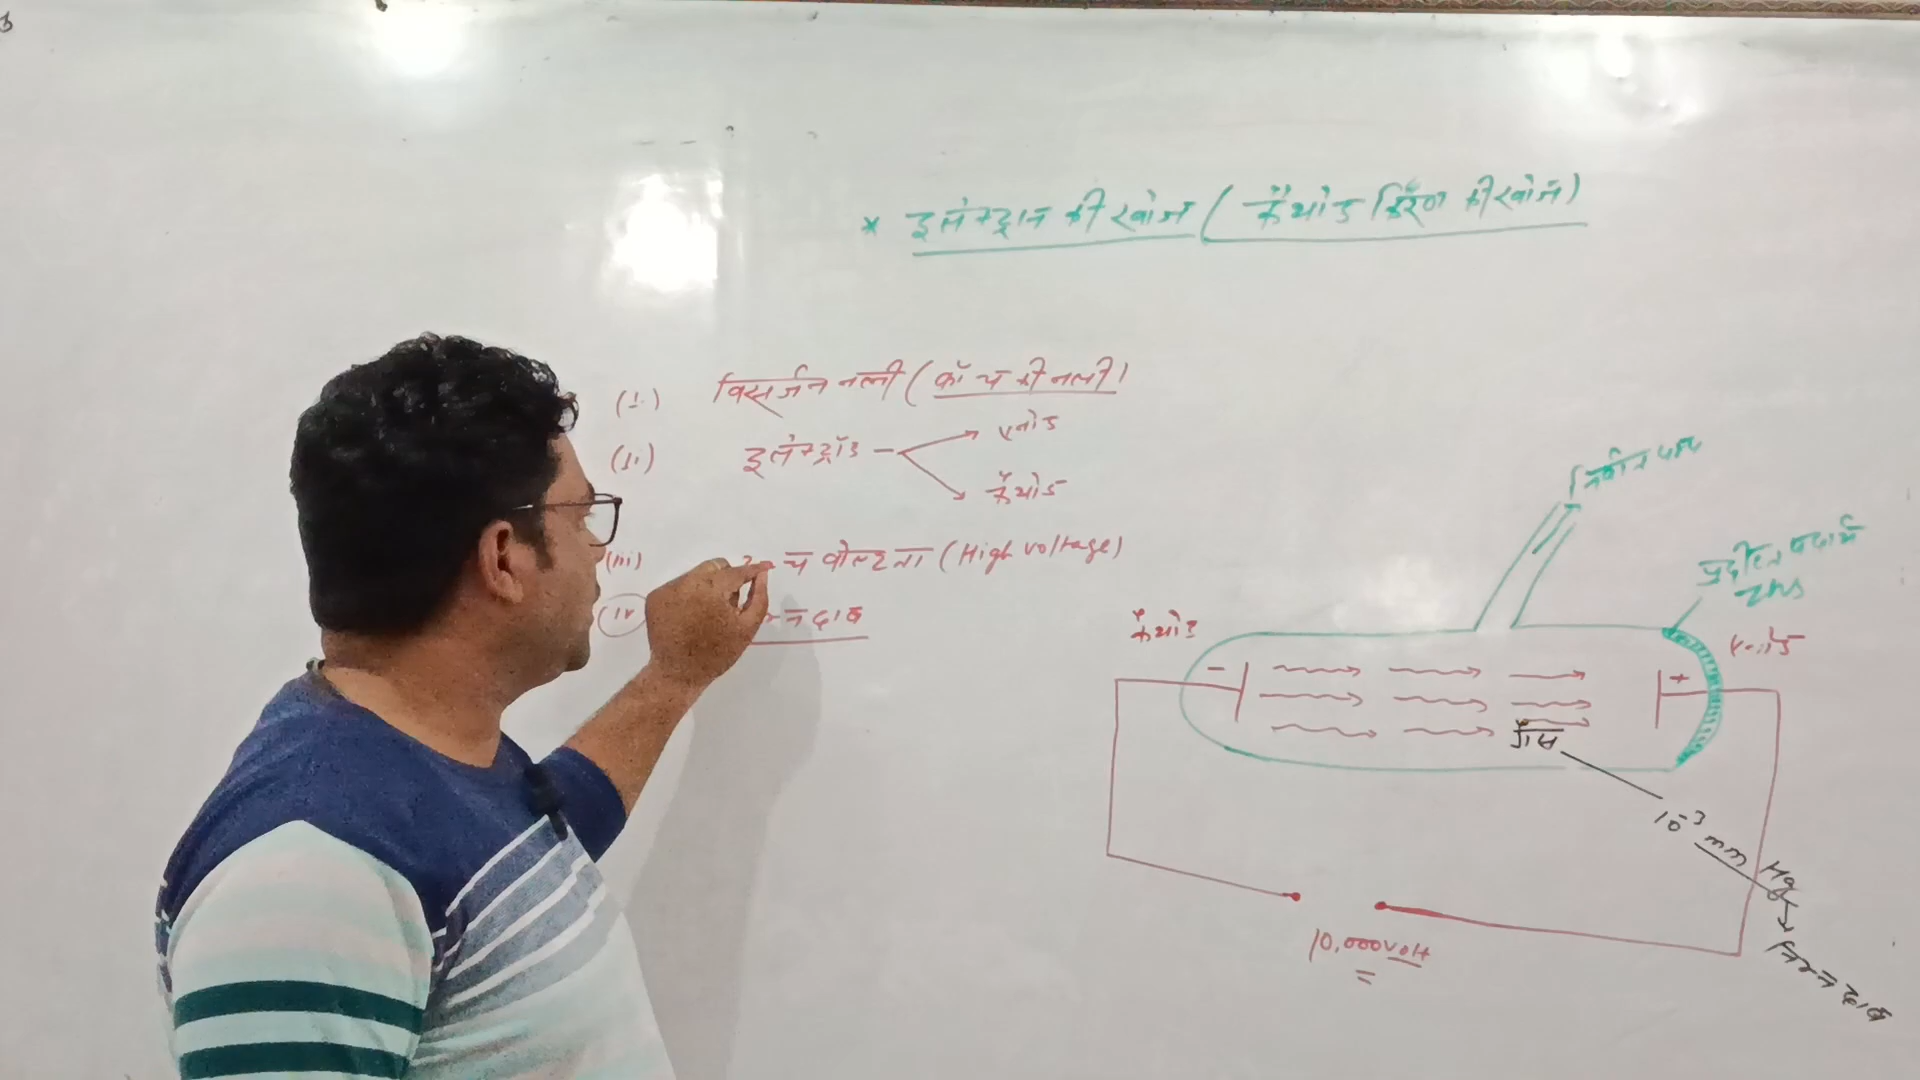 * इलेक्ट्रान की खोज ( कैथोड किरण की खोज )
(i) विसर्जन नली ( काँच की नली )
(ii) इलेक्ट्रॉड - एनोड
कैथोड
(iii) च वोल्टता ( High voltage )
(iv) न दाब
निर्वात पम्प
प्रदीप्त पदार्थ
ZnS
कैथोड
एनोड
- +
गैस
10⁻³ mm Hg → निम्न दाब
10,000 volt